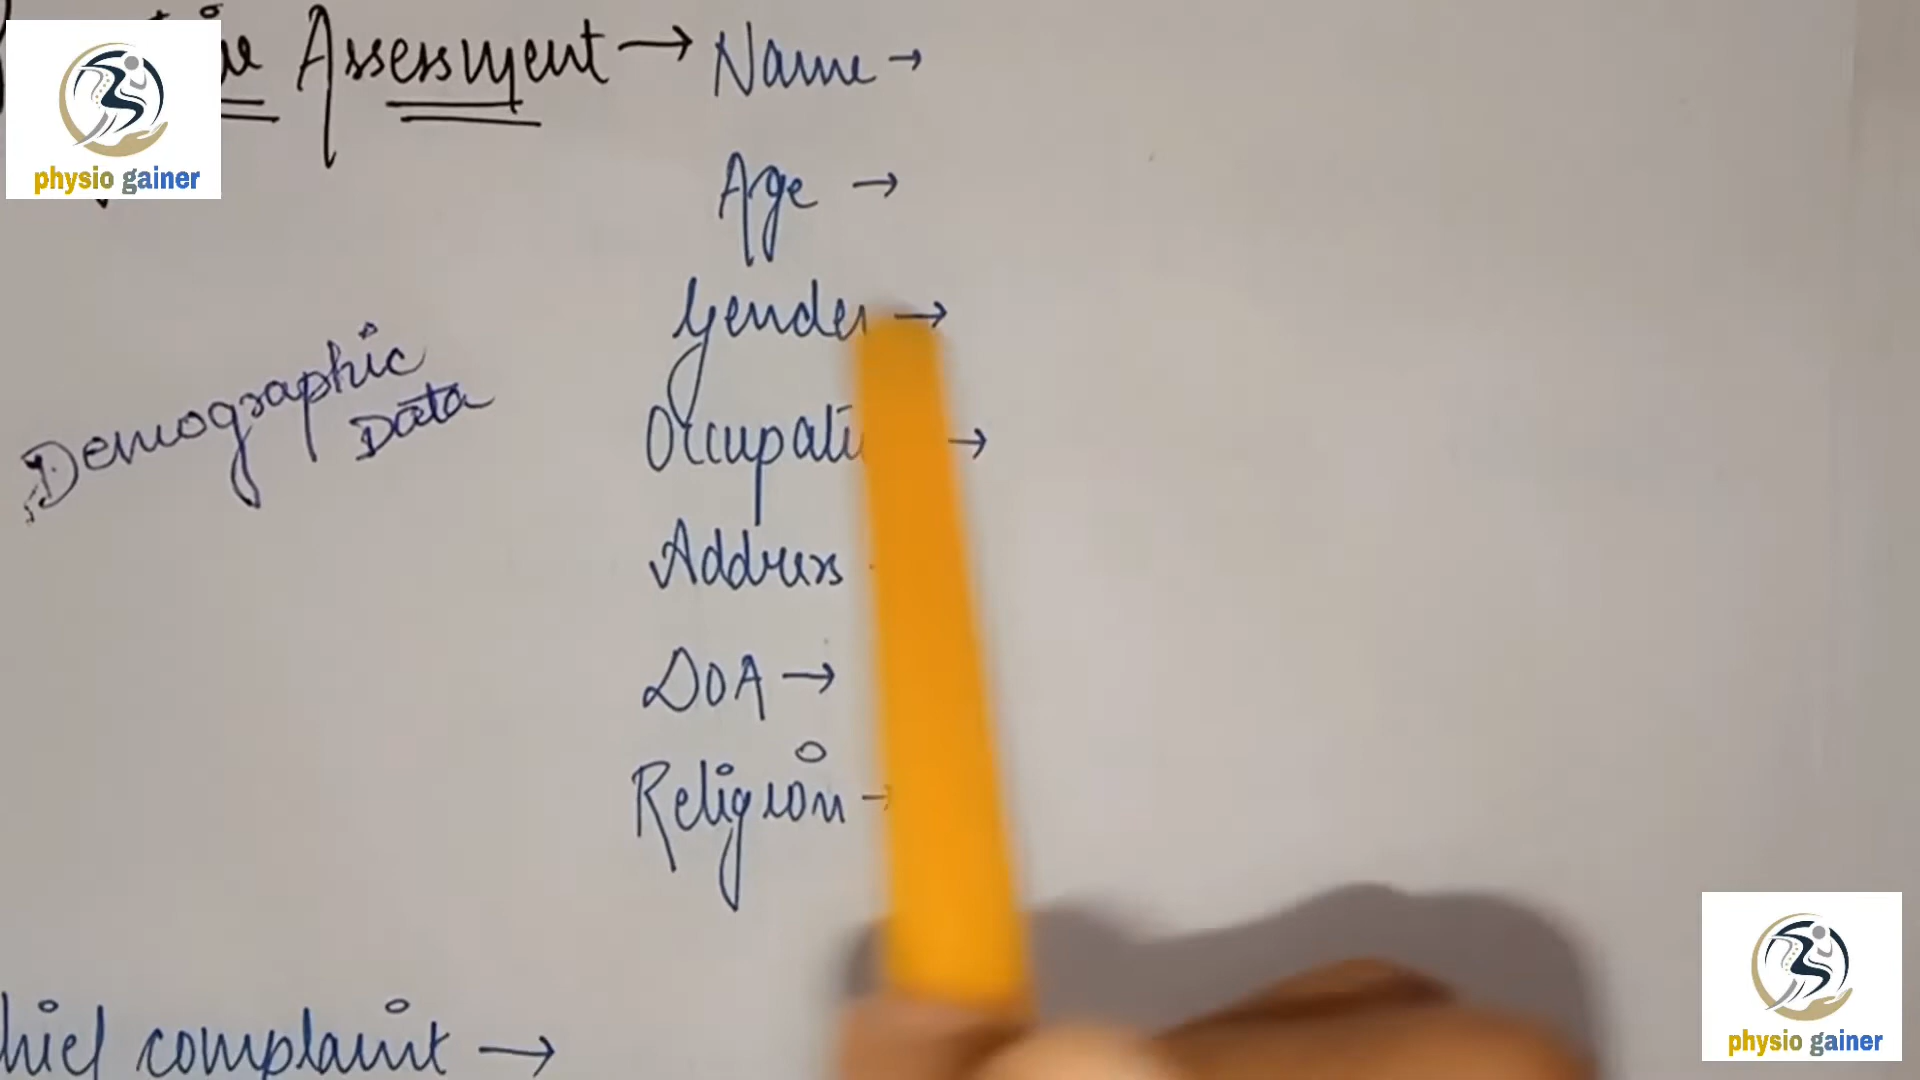 Assessment → Name →
physio gainer
Age →
Gender →
Demographic
Data
→
Address
DOA →
Religion →
complaint →
physio gainer